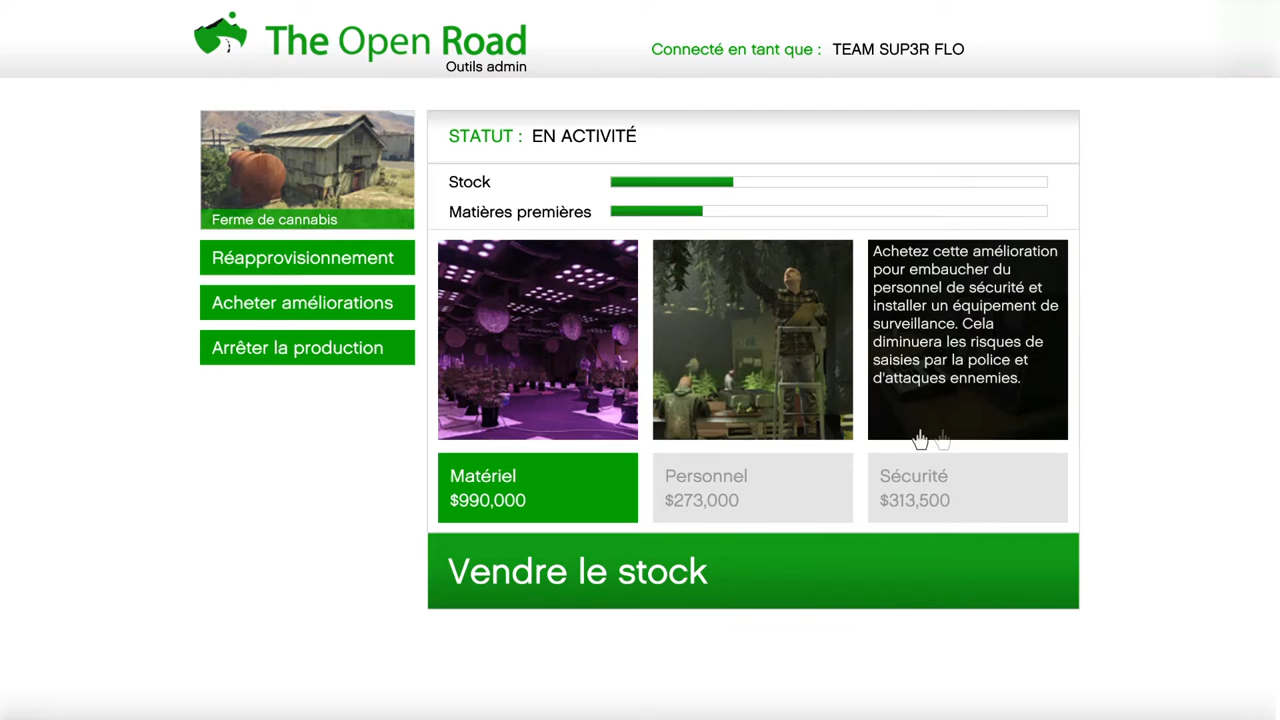 The Open Road
Outils admin
Connecté en tant que : TEAM SUP3R FLO
Ferme de cannabis
Réapprovisionnement
Acheter améliorations
Arrêter la production
STATUT : EN ACTIVITÉ
Stock
Matières premières
Achetez cette amélioration
pour embaucher du
personnel de sécurité et
installer un équipement de
surveillance. Cela
diminuera les risques de
saisies par la police et
d'attaques ennemies.
Matériel
$990,000
Personnel
$273,000
Sécurité
$313,500
Vendre le stock